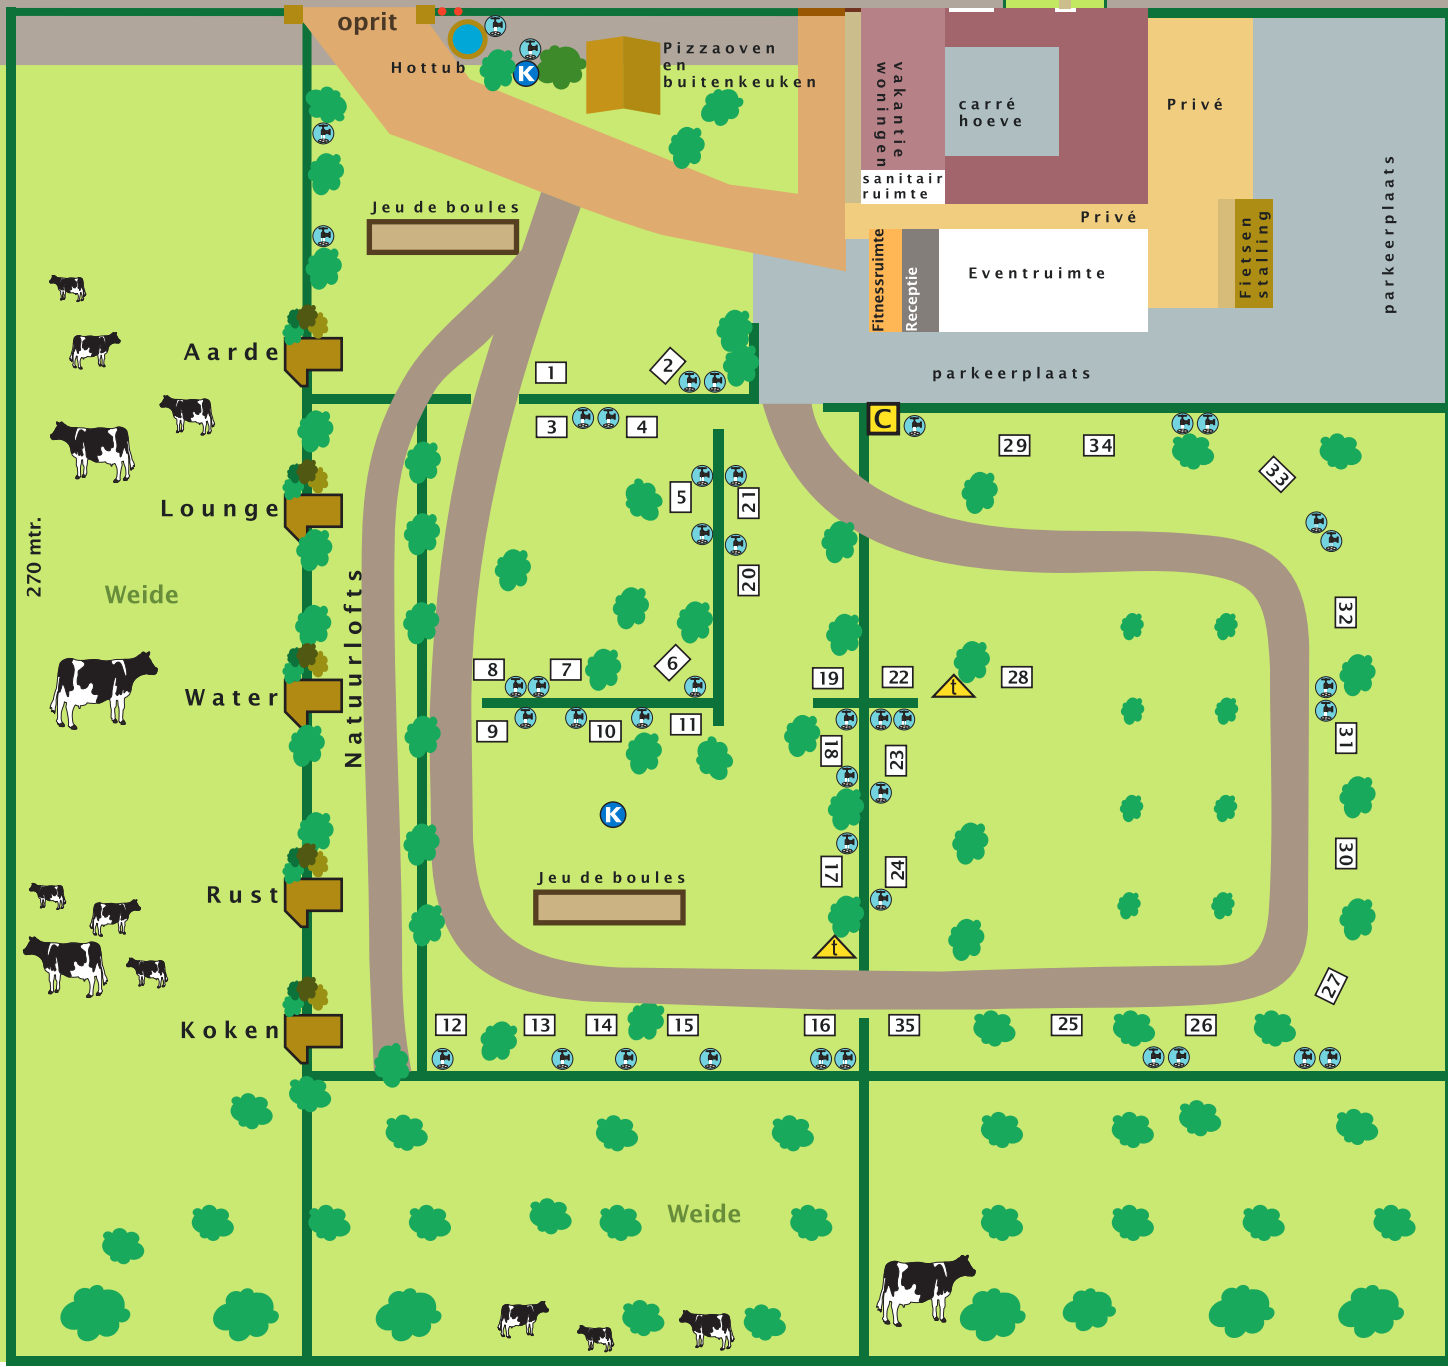 oprit
Hottub
K
Pizzaoven
en
buitenkeuken
vakantie
woningen
carré
hoeve
Privé
sanitair
ruimte
Privé
parkeerplaats
Jeu de boules
Fitnessruimte
Receptie
Eventruimte
Fietsen
stalling
parkeerplaats
Aarde
1
2
3
4
C
29
34
33
Lounge
5
21
270 mtr.
Weide
Natuurlofts
20
32
8
7
6
19
22
t
28
Water
9
10
11
18
23
31
K
Jeu de boules
17
24
30
Rust
t
27
Koken
12
13
14
15
16
35
25
26
Weide